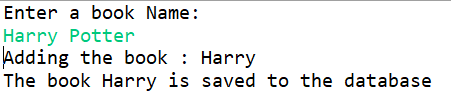 Enter a book Name:
Harry Potter
Adding the book : Harry
The book Harry is saved to the database